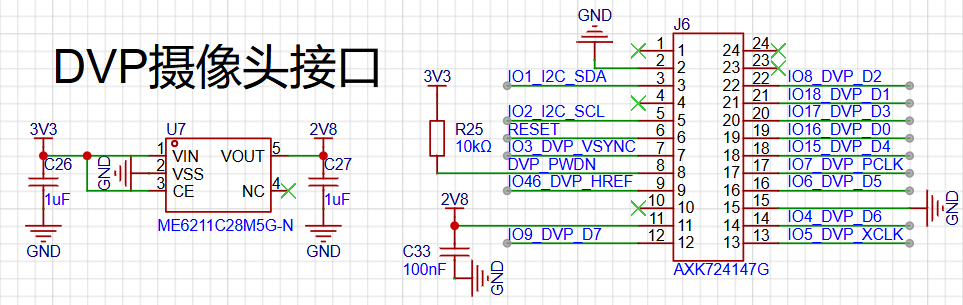 DVP摄像头接口
3V3
U7
2V8
C26
1uF
GND
GND
1
2
3
VIN
VSS
CE
VOUT
NC
5
4
ME6211C28M5G-N
C27
1uF
GND
GND
J6
3V3
R25
10kΩ
2V8
C33
100nF
GND
1 1
2 2
IO1_I2C_SDA 3 3
4 4
IO2_I2C_SCL 5 5
RESET 6 6
IO3_DVP_VSYNC 7 7
DVP_PWDN 8 8
IO46_DVP_HREF 9 9
10 10
11 11
IO9_DVP_D7 12 12
24 24
23 23
22 22 IO8_DVP_D2
21 21 IO18_DVP_D1
20 20 IO17_DVP_D3
19 19 IO16_DVP_D0
18 18 IO15_DVP_D4
17 17 IO7_DVP_PCLK
16 16 IO6_DVP_D5
15 15 GND
14 14 IO4_DVP_D6
13 13 IO5_DVP_XCLK
AXK724147G